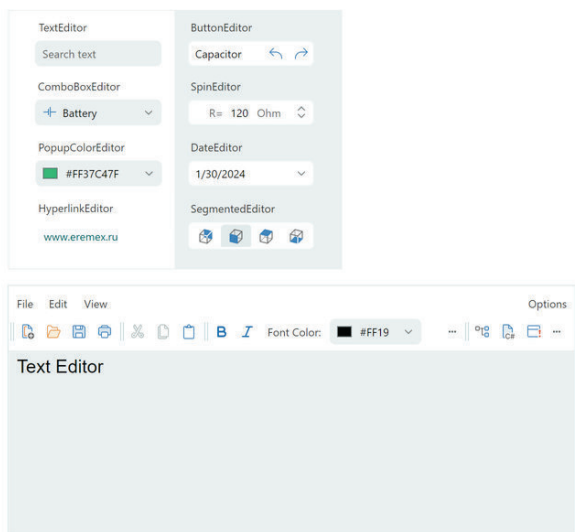 TextEditor
ButtonEditor
Search text
Capacitor
ComboBoxEditor
SpinEditor
Battery
R= 120 Ohm
PopupColorEditor
DateEditor
#FF37C47F
1/30/2024
HyperlinkEditor
SegmentedEditor
www.eremex.ru
File Edit View Options
B I Font Color: #FF19 ... C# ...
Text Editor